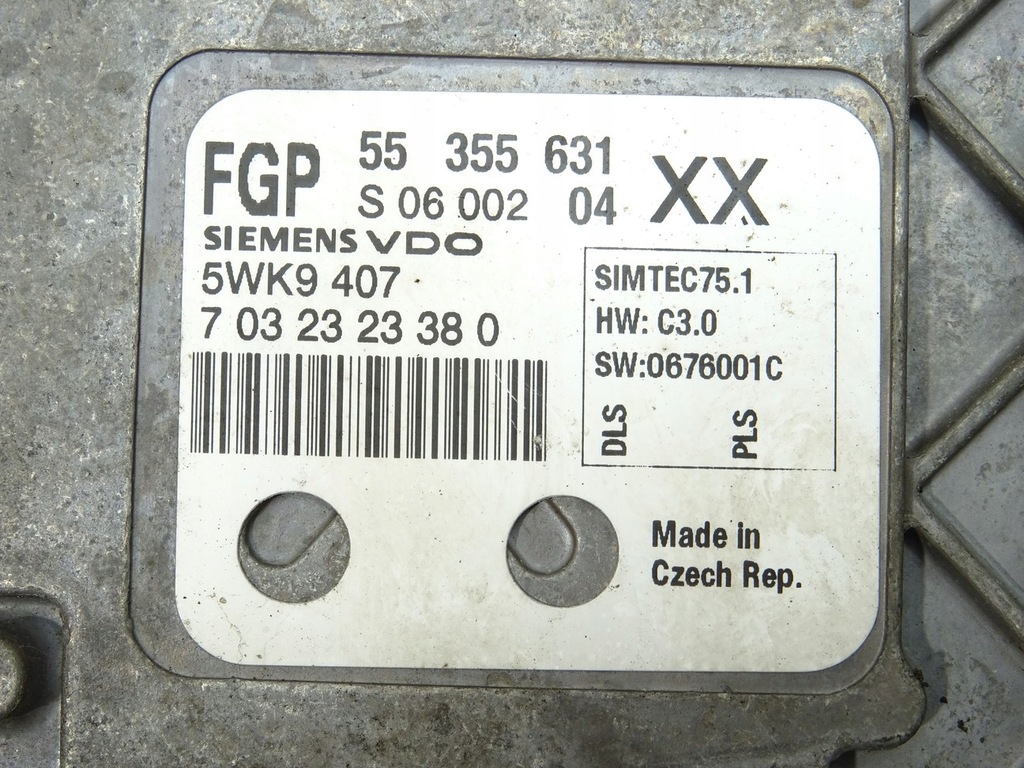 FGP 55 355 631 XX
S 06 002 04
SIEMENS VDO
5WK9 407
7 03 23 23 38 0
SIMTEC75.1
HW: C3.0
SW:0676001C
DLS PLS
Made in
Czech Rep.